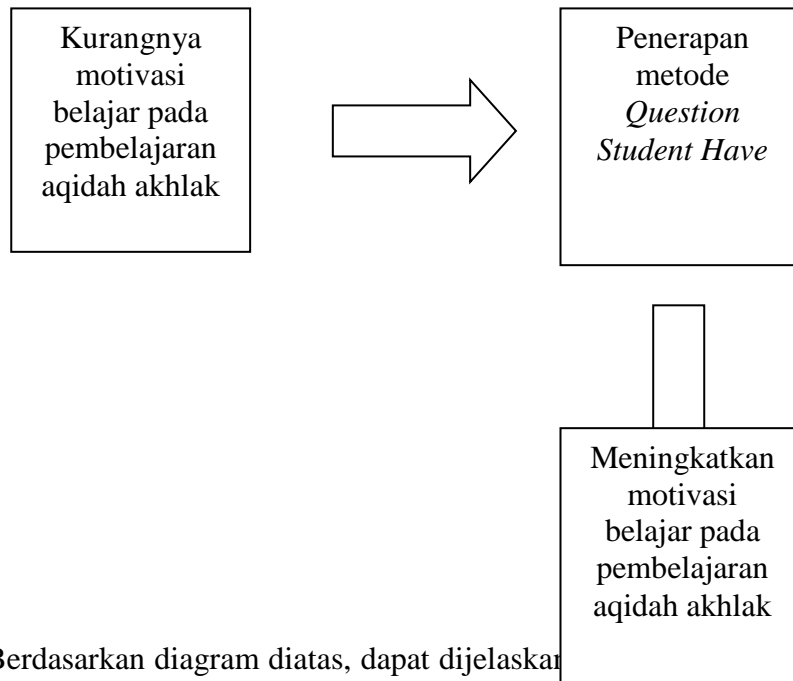 Kurangnya
motivasi
belajar pada
pembelajaran
aqidah akhlak
Penerapan
metode
Question
Student Have
Meningkatkan
motivasi
belajar pada
pembelajaran
aqidah akhlak
Berdasarkan diagram diatas, dapat dijelaskan